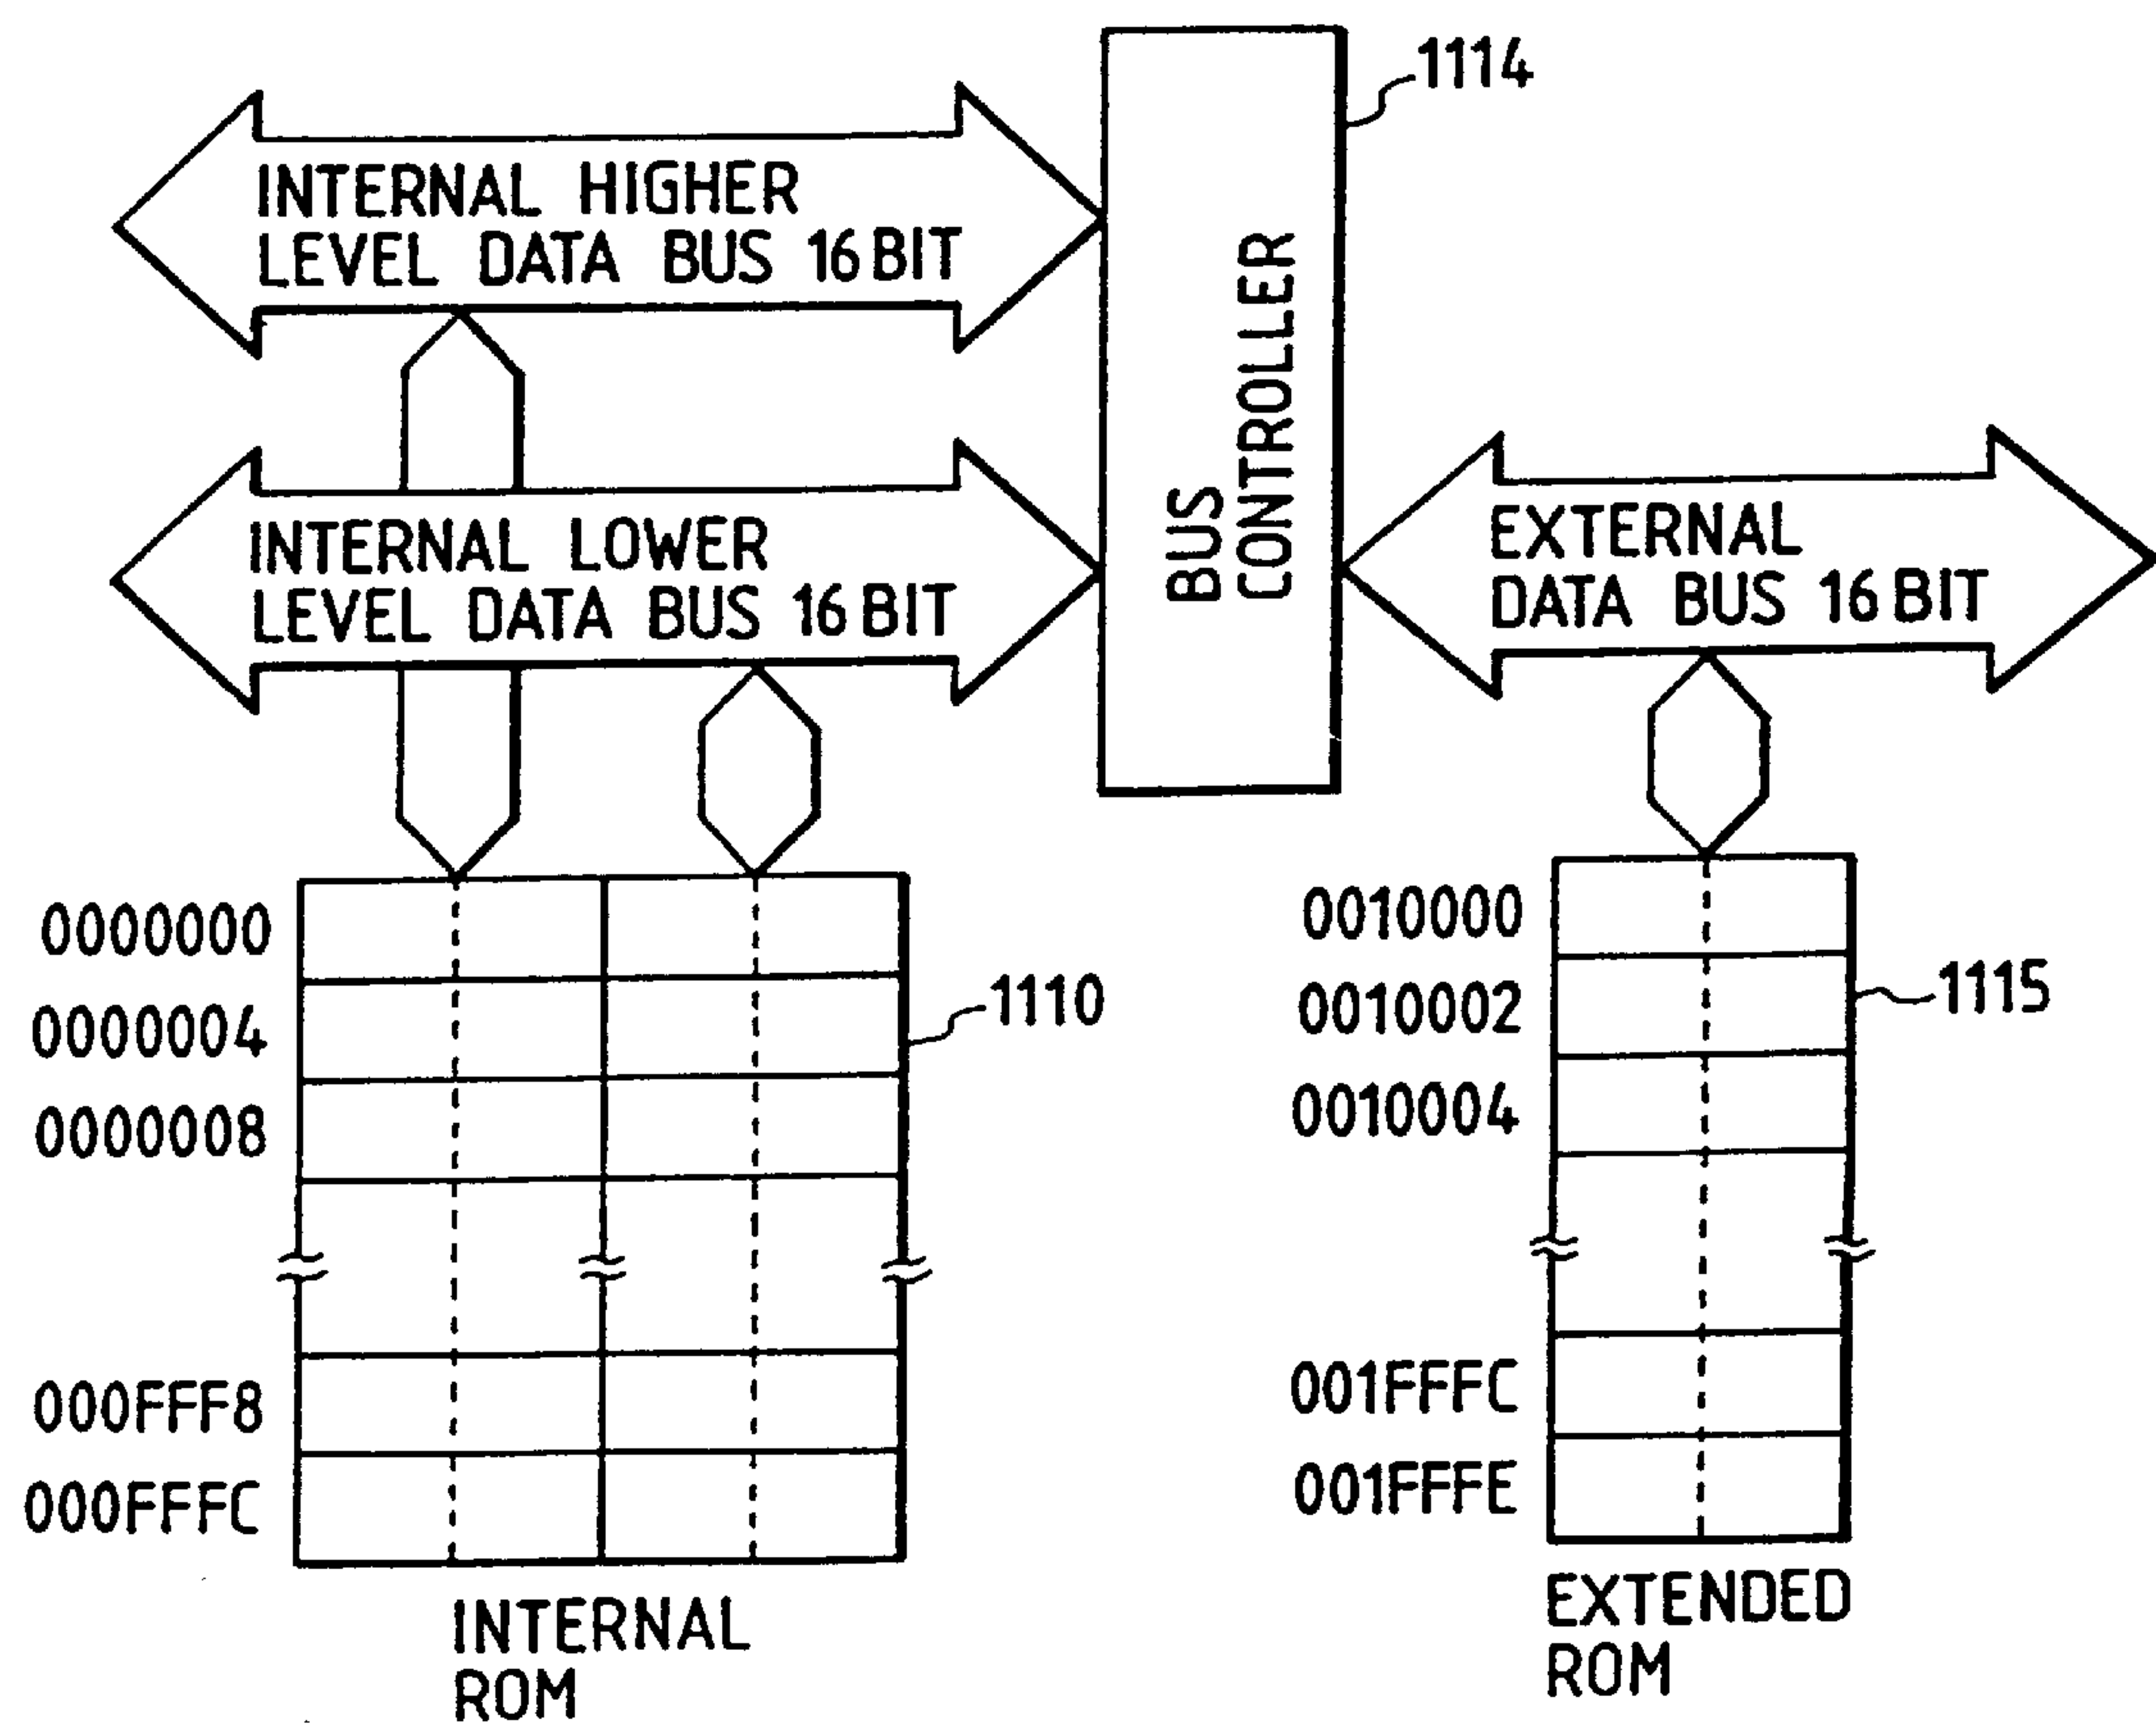 1114
INTERNAL HIGHER
LEVEL DATA BUS 16 BIT
BUS
CONTROLLER
INTERNAL LOWER
LEVEL DATA BUS 16 BIT
EXTERNAL
DATA BUS 16 BIT
0000000
0000004
0000008
000FFF8
000FFFC
1110
INTERNAL
ROM
0010000
0010002
0010004
001FFFC
001FFFE
1115
EXTENDED
ROM